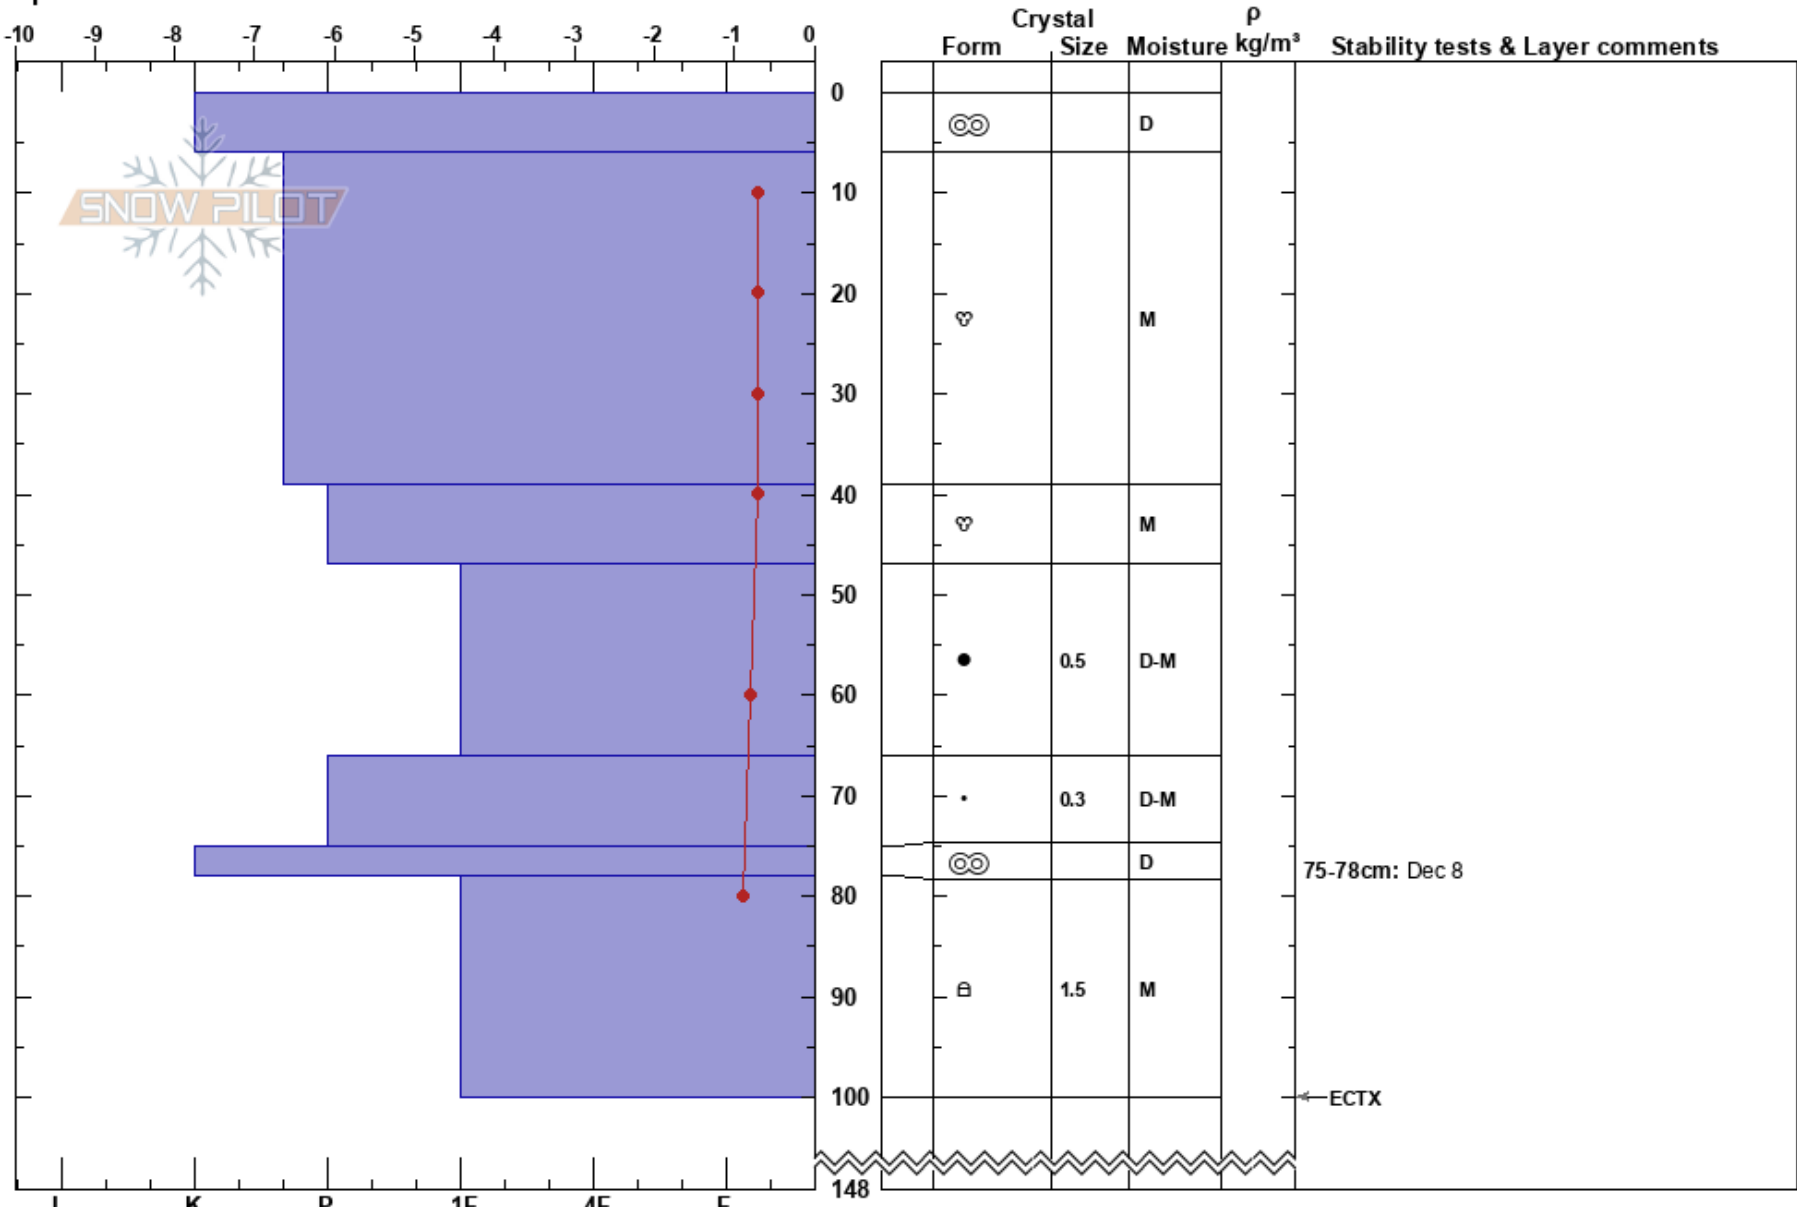 Crystal ρ
-10 -9 -8 -7 -6 -5 -4 -3 -2 -1 0 Form Size Moisture kg/m³ Stability tests & Layer comments
0
D
SNOW PILOT
10
20
M
30
40
M
50
0.5 D-M
60
70 0.3 D-M
D 75-78cm: Dec 8
80
90 1.5 M
100 ECTX
148
K P 1F 4F F